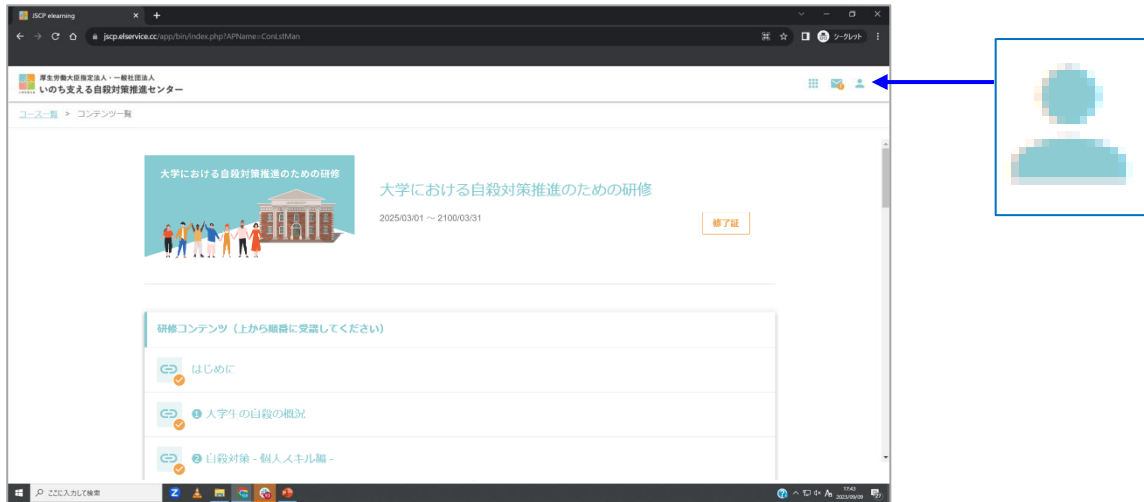 JSCP elearning
jscp.elservice.cc/app/bin/index.php?APName=ConLstMan
シークレット
厚生労働大臣指定法人・一般社団法人
いのち支える自殺対策推進センター
コース一覧 > コンテンツ一覧
大学における自殺対策推進のための研修
大学における自殺対策推進のための研修
2025/03/01 ～ 2100/03/31
修了証
研修コンテンツ（上から順番に受講してください）
はじめに
❶ 大学生の自殺の概況
❷ 自殺対策 - 個人スキル編 -
ここに入力して検索
17:43
2023/09/09